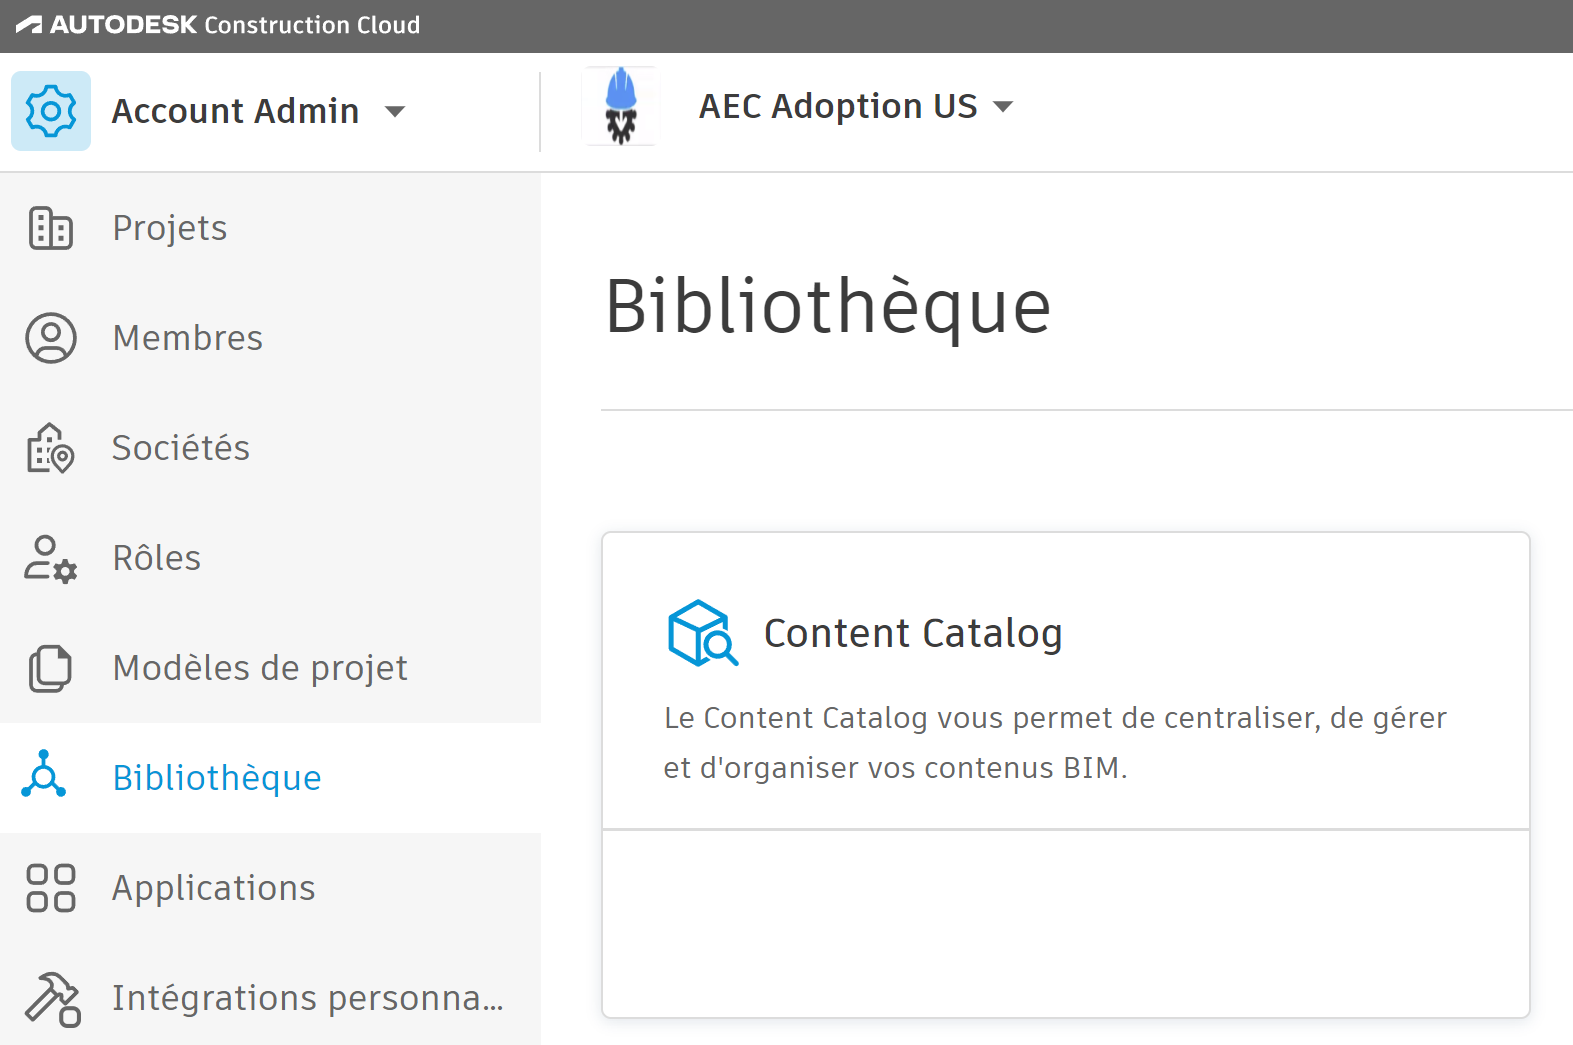 AUTODESK Construction Cloud
Account Admin
AEC Adoption US
Projets
Membres
Sociétés
Rôles
Modèles de projet
Bibliothèque
Applications
Intégrations personna...
Bibliothèque
Content Catalog
Le Content Catalog vous permet de centraliser, de gérer
et d'organiser vos contenus BIM.